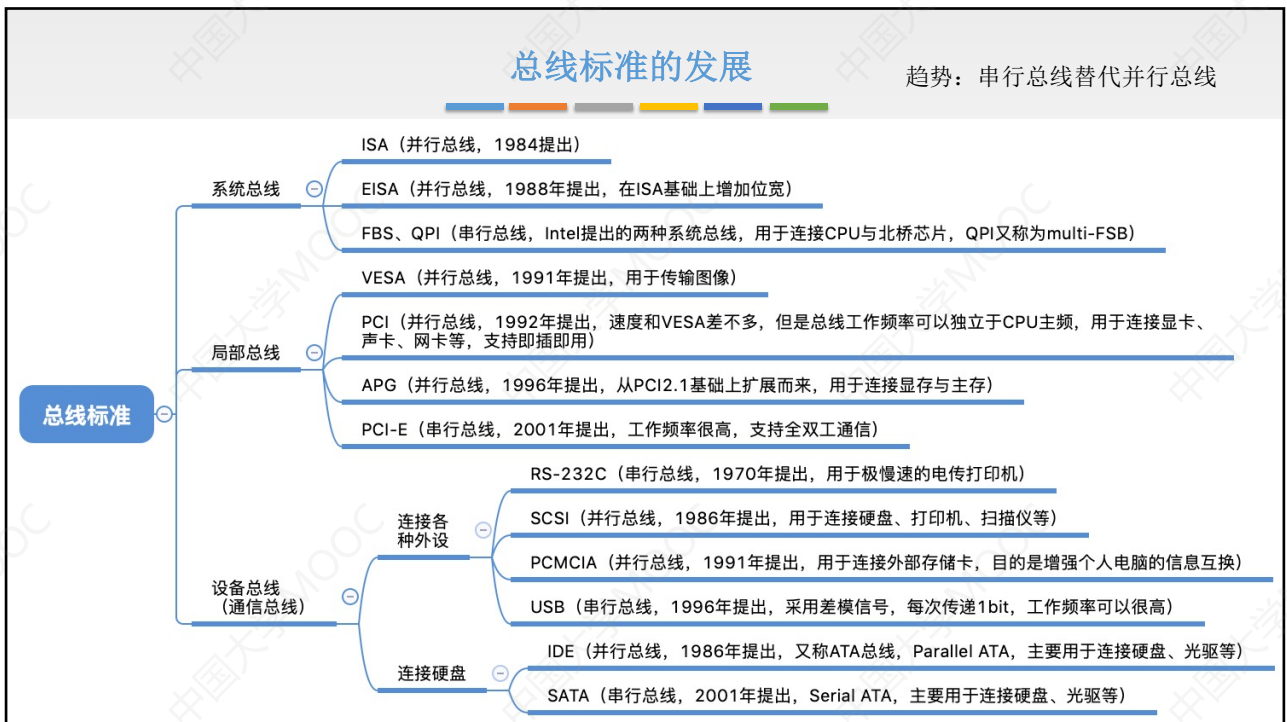 总线标准的发展
趋势：串行总线替代并行总线
总线标准
系统总线
ISA（并行总线，1984提出）
EISA（并行总线，1988年提出，在ISA基础上增加位宽）
FBS、QPI（串行总线，Intel提出的两种系统总线，用于连接CPU与北桥芯片，QPI又称为multi-FSB）
局部总线
VESA（并行总线，1991年提出，用于传输图像）
PCI（并行总线，1992年提出，速度和VESA差不多，但是总线工作频率可以独立于CPU主频，用于连接显卡、
声卡、网卡等，支持即插即用）
APG（并行总线，1996年提出，从PCI2.1基础上扩展而来，用于连接显存与主存）
PCI-E（串行总线，2001年提出，工作频率很高，支持全双工通信）
设备总线
（通信总线）
连接各
种外设
RS-232C（串行总线，1970年提出，用于极慢速的电传打印机）
SCSI（并行总线，1986年提出，用于连接硬盘、打印机、扫描仪等）
PCMCIA（并行总线，1991年提出，用于连接外部存储卡，目的是增强个人电脑的信息互换）
USB（串行总线，1996年提出，采用差模信号，每次传递1bit，工作频率可以很高）
连接硬盘
IDE（并行总线，1986年提出，又称ATA总线，Parallel ATA，主要用于连接硬盘、光驱等）
SATA（串行总线，2001年提出，Serial ATA，主要用于连接硬盘、光驱等）
中国大学MOOC